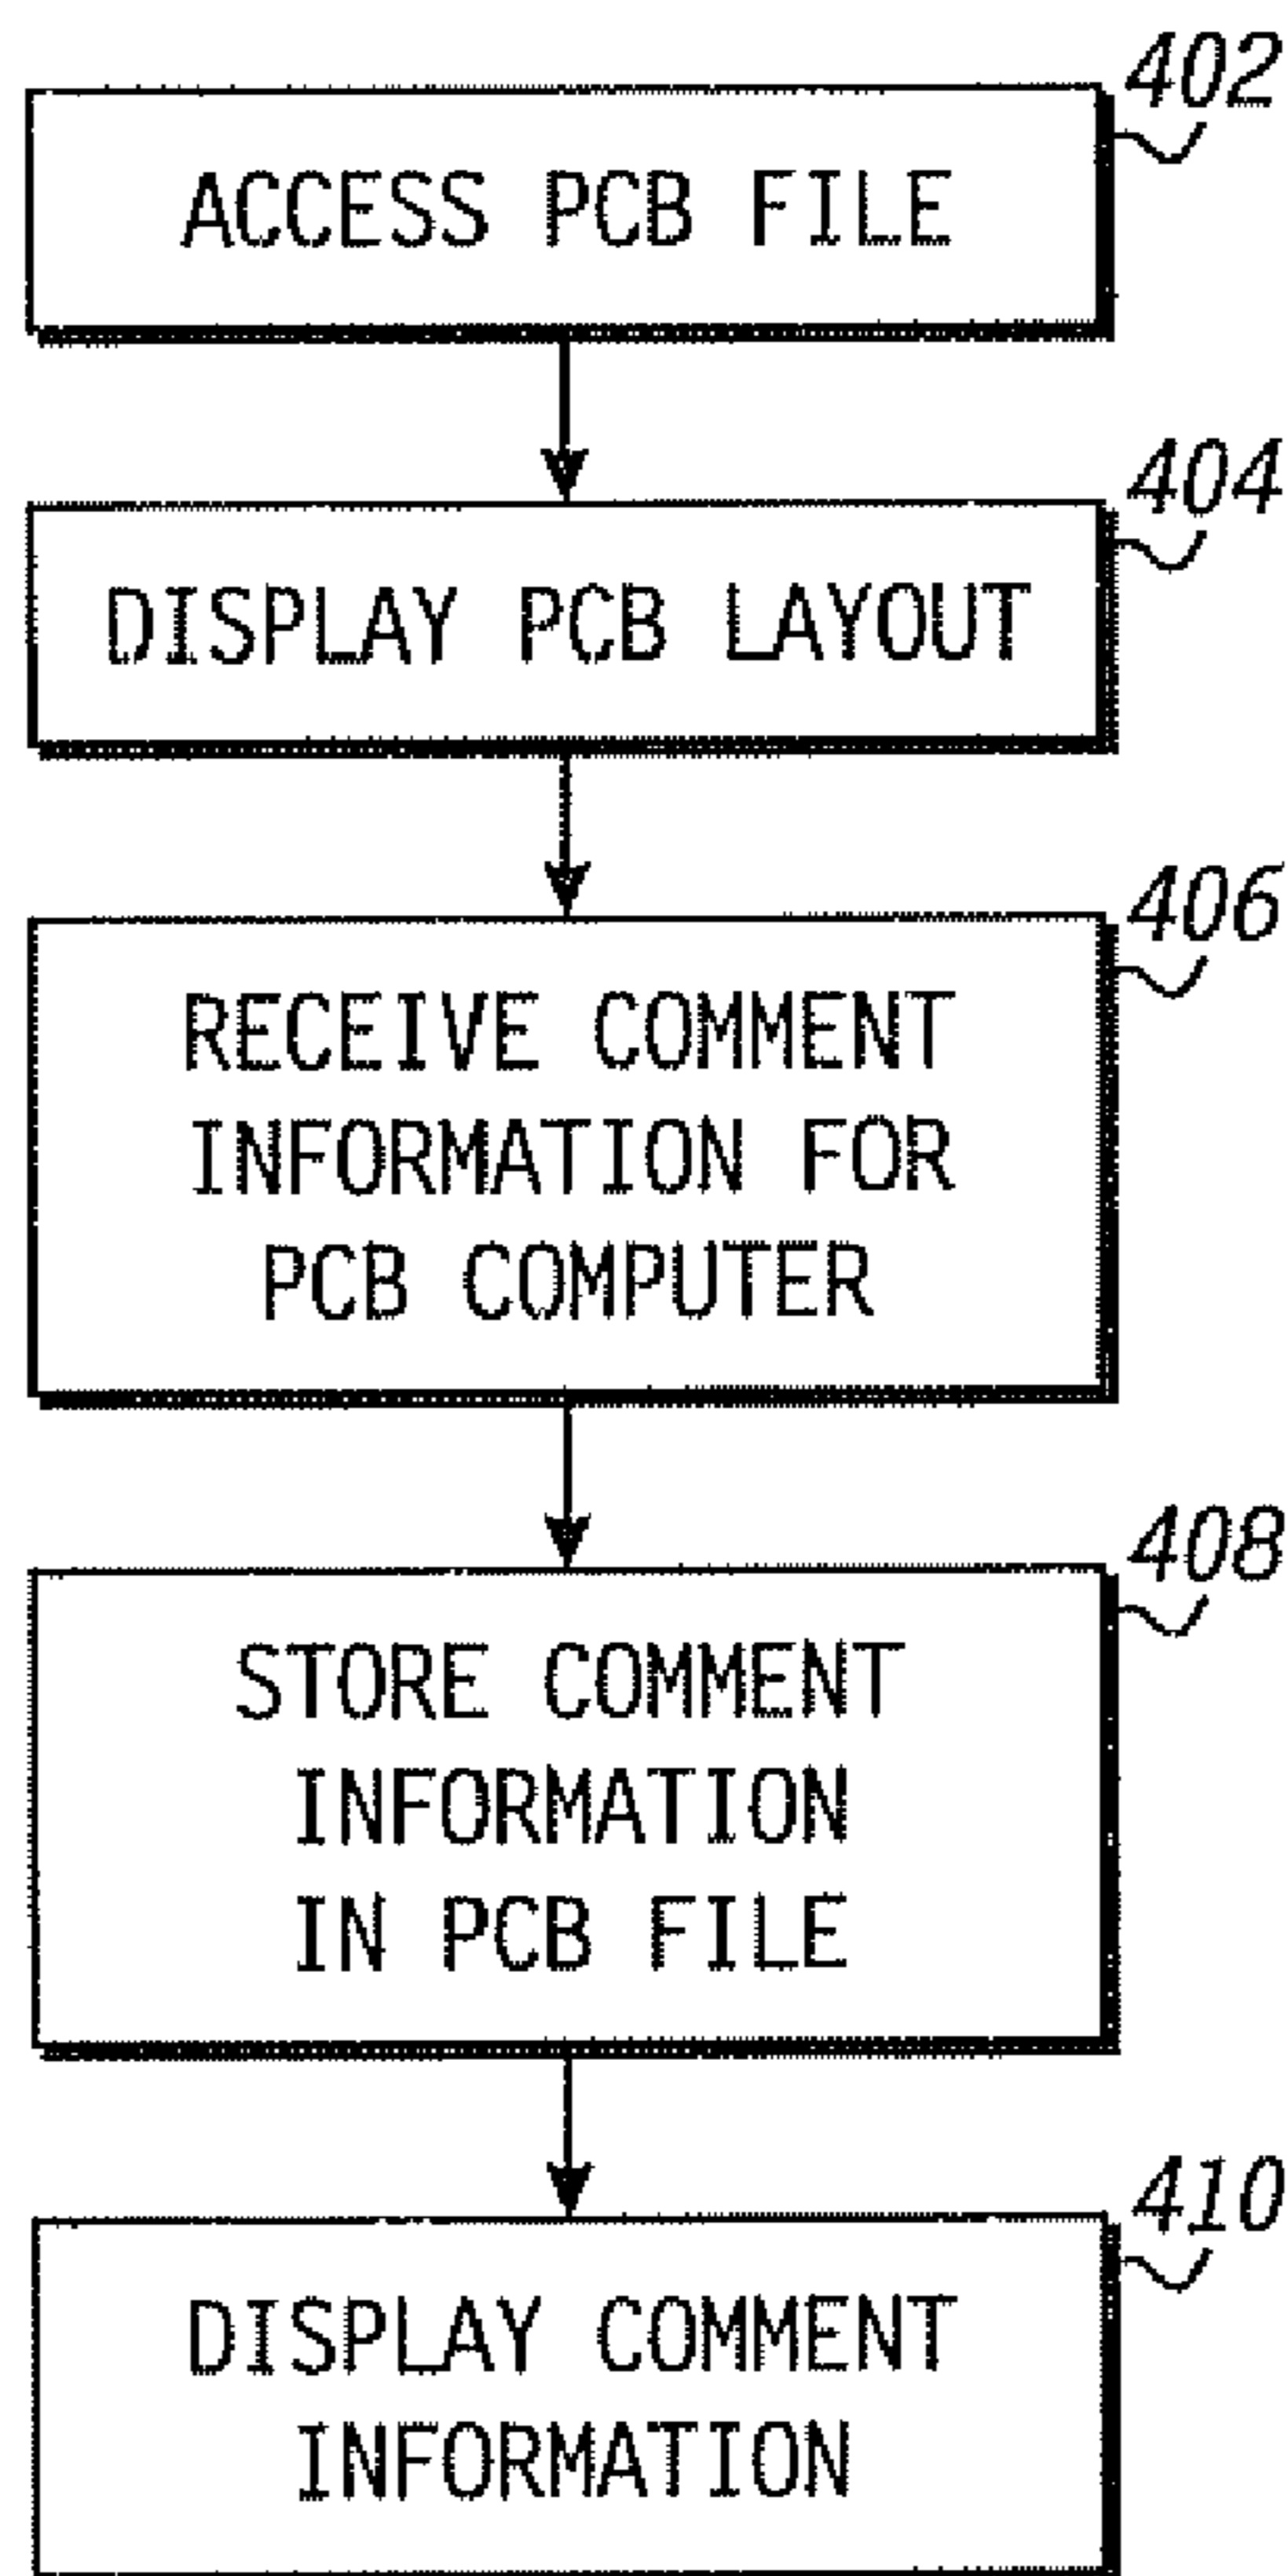 402
ACCESS PCB FILE
404
DISPLAY PCB LAYOUT
406
RECEIVE COMMENT
INFORMATION FOR
PCB COMPUTER
408
STORE COMMENT
INFORMATION
IN PCB FILE
410
DISPLAY COMMENT
INFORMATION